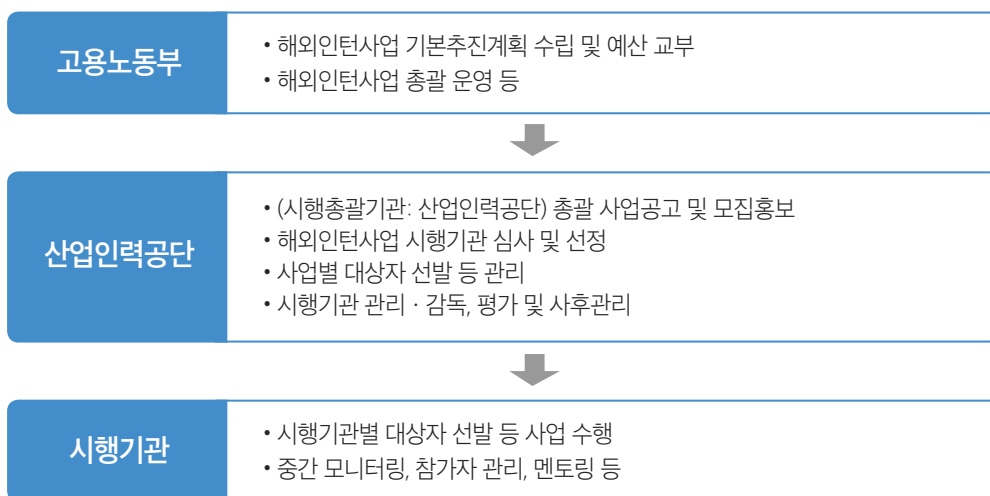 고용노동부
• 해외인턴사업 기본추진계획 수립 및 예산 교부
• 해외인턴사업 총괄 운영 등
산업인력공단
• (시행총괄기관: 산업인력공단) 총괄 사업공고 및 모집홍보
• 해외인턴사업 시행기관 심사 및 선정
• 사업별 대상자 선발 등 관리
• 시행기관 관리 · 감독, 평가 및 사후관리
시행기관
• 시행기관별 대상자 선발 등 사업 수행
• 중간 모니터링, 참가자 관리, 멘토링 등